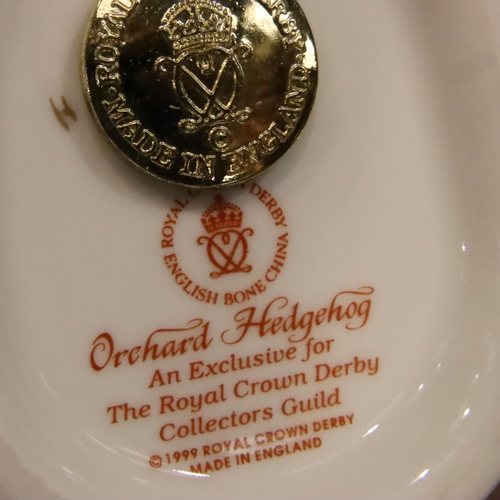 ROYAL
MADE IN ENGLAND
©
H
ROYAL CROWN DERBY
ENGLISH BONE CHINA
Orchard Hedgehog
An Exclusive for
The Royal Crown Derby
Collectors Guild
© 1999 ROYAL CROWN DERBY
MADE IN ENGLAND